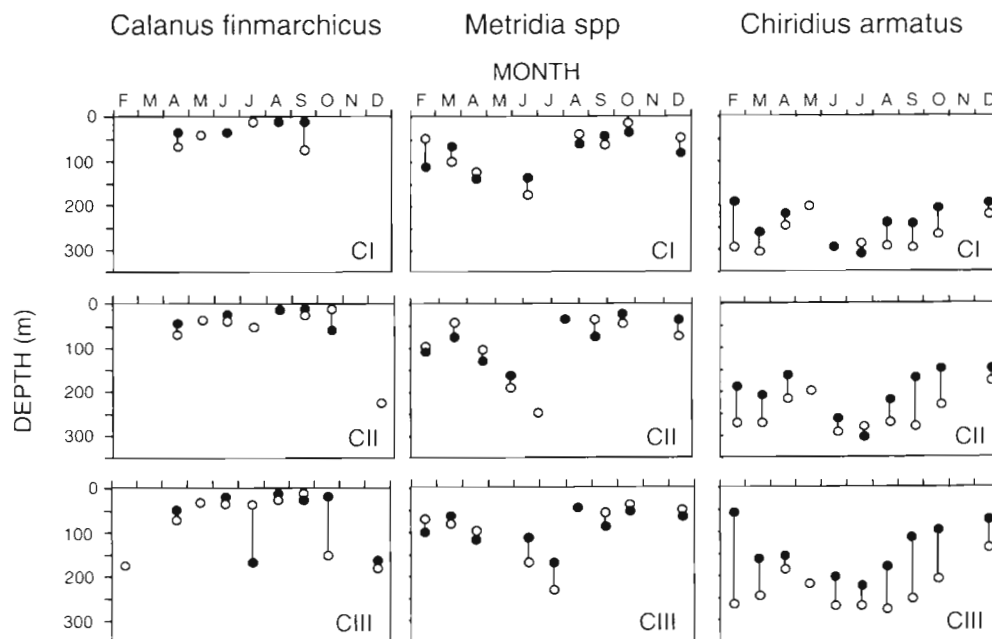 Calanus finmarchicus Metridia spp Chiridius armatus
MONTH
F M A M J J A S O N D F M A M J J A S O N D F M A M J J A S O N D
0
100
200
300
CI CI CI
DEPTH (m)
0
100
200
300
CII CII CII
0
100
200
300
CIII CIII CIII